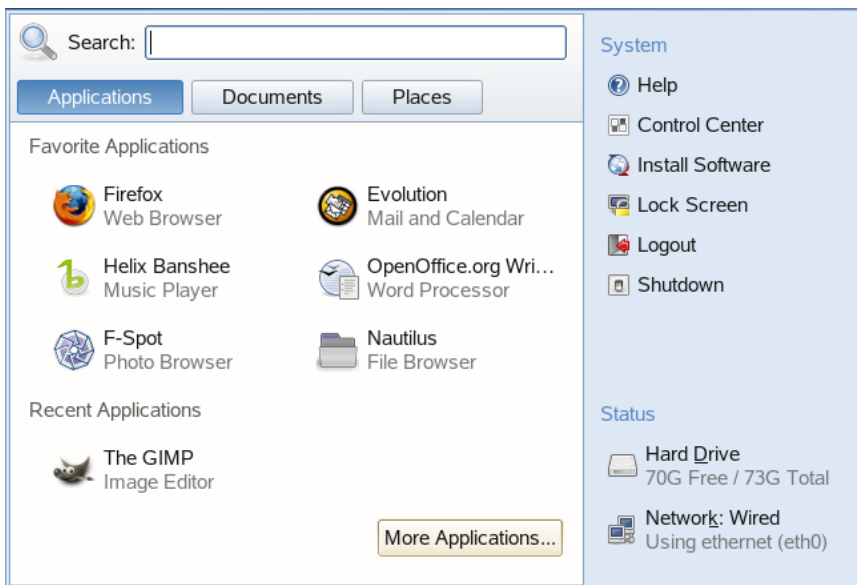 Search:
Applications
Documents
Places
Favorite Applications
Firefox
Web Browser
Evolution
Mail and Calendar
Helix Banshee
Music Player
OpenOffice.org Wri...
Word Processor
F-Spot
Photo Browser
Nautilus
File Browser
Recent Applications
The GIMP
Image Editor
More Applications...
System
Help
Control Center
Install Software
Lock Screen
Logout
Shutdown
Status
Hard Drive
70G Free / 73G Total
Network: Wired
Using ethernet (eth0)